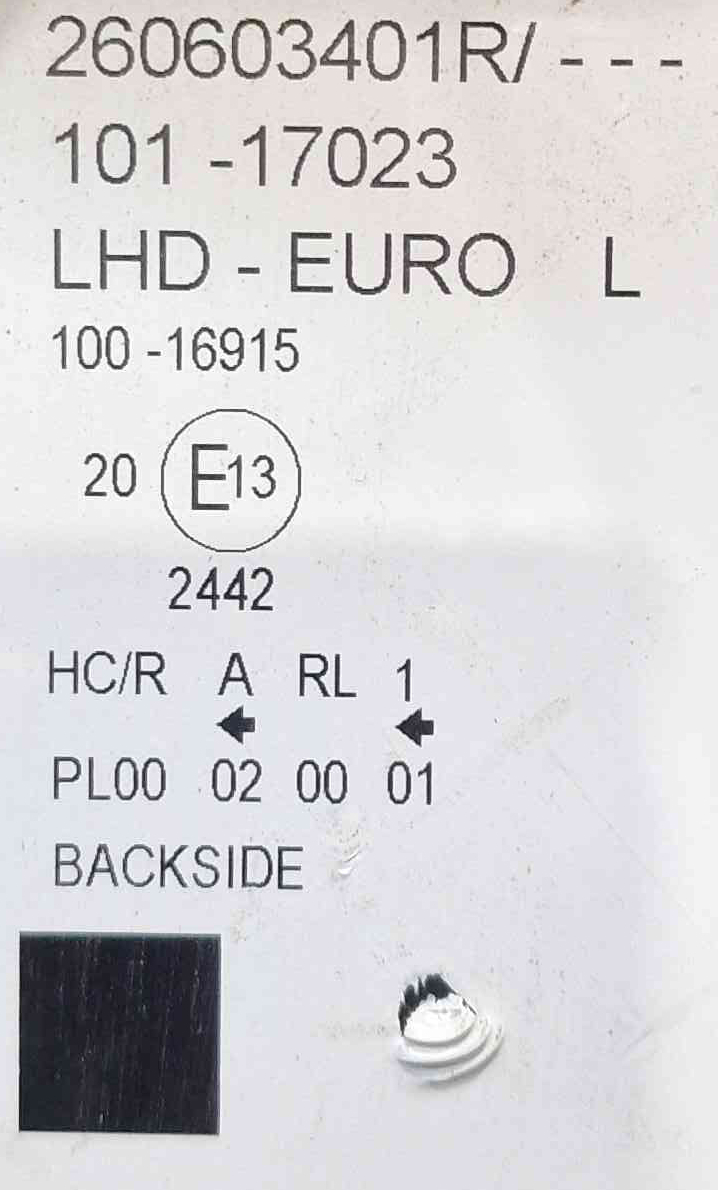 260603401R/ - - -
101 -17023
LHD - EURO L
100 -16915
20 E13
2442
HC/R A RL 1
PL00 02 00 01
BACKSIDE